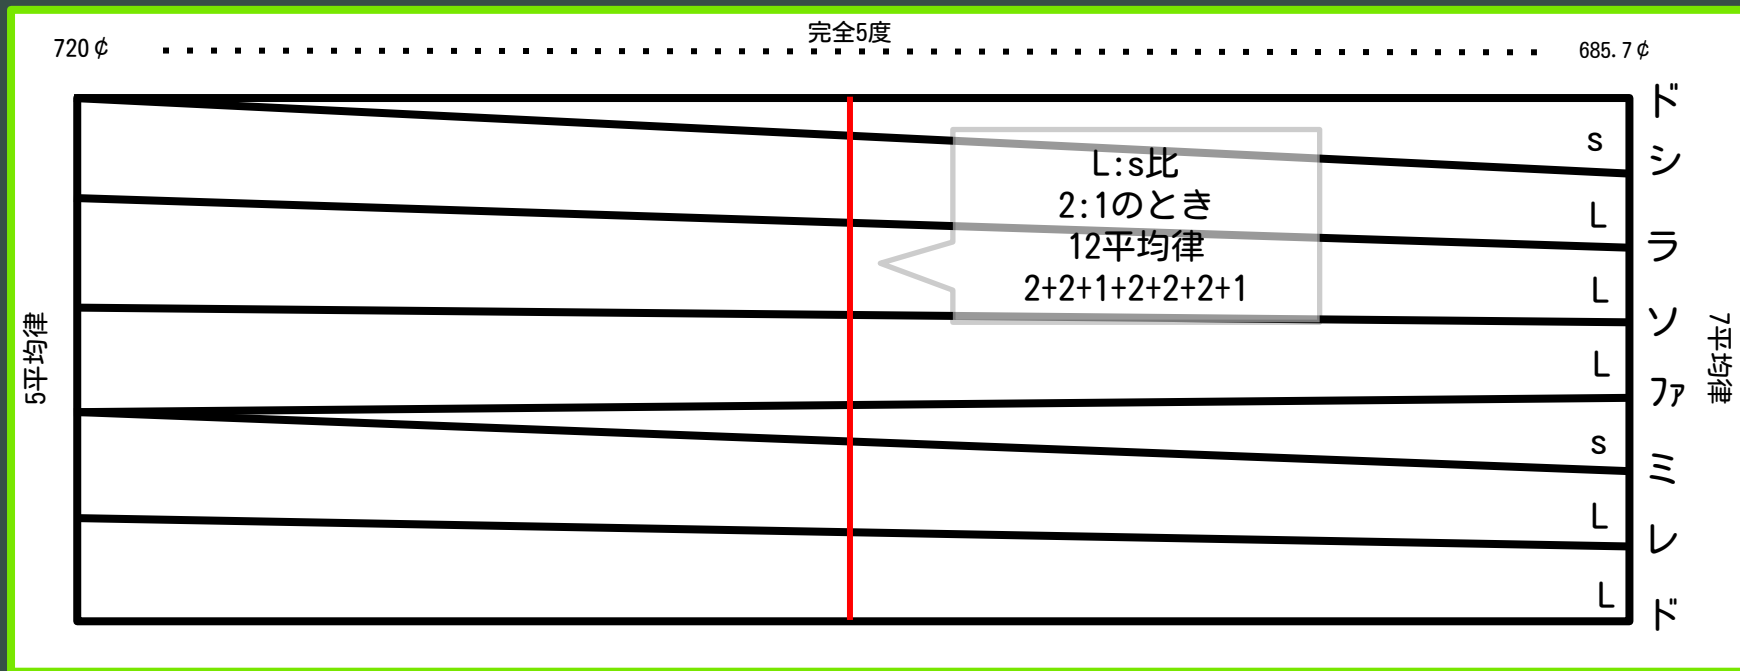 完全5度
720¢
685.7¢
ド
s
シ
L:s比
2:1のとき
12平均律
2+2+1+2+2+2+1
L
ラ
L
ソ
5平均律
7平均律
L
ファ
s
ミ
L
レ
L
ド